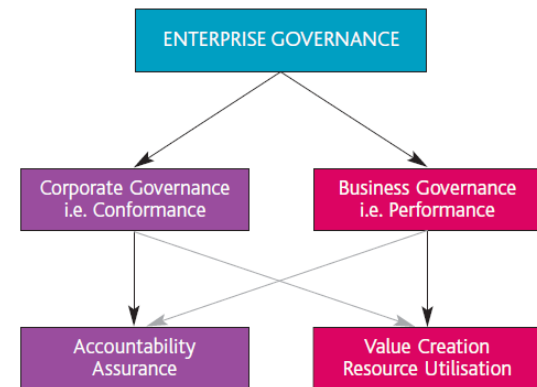 ENTERPRISE GOVERNANCE
Corporate Governance
i.e. Conformance
Business Governance
i.e. Performance
Accountability
Assurance
Value Creation
Resource Utilisation